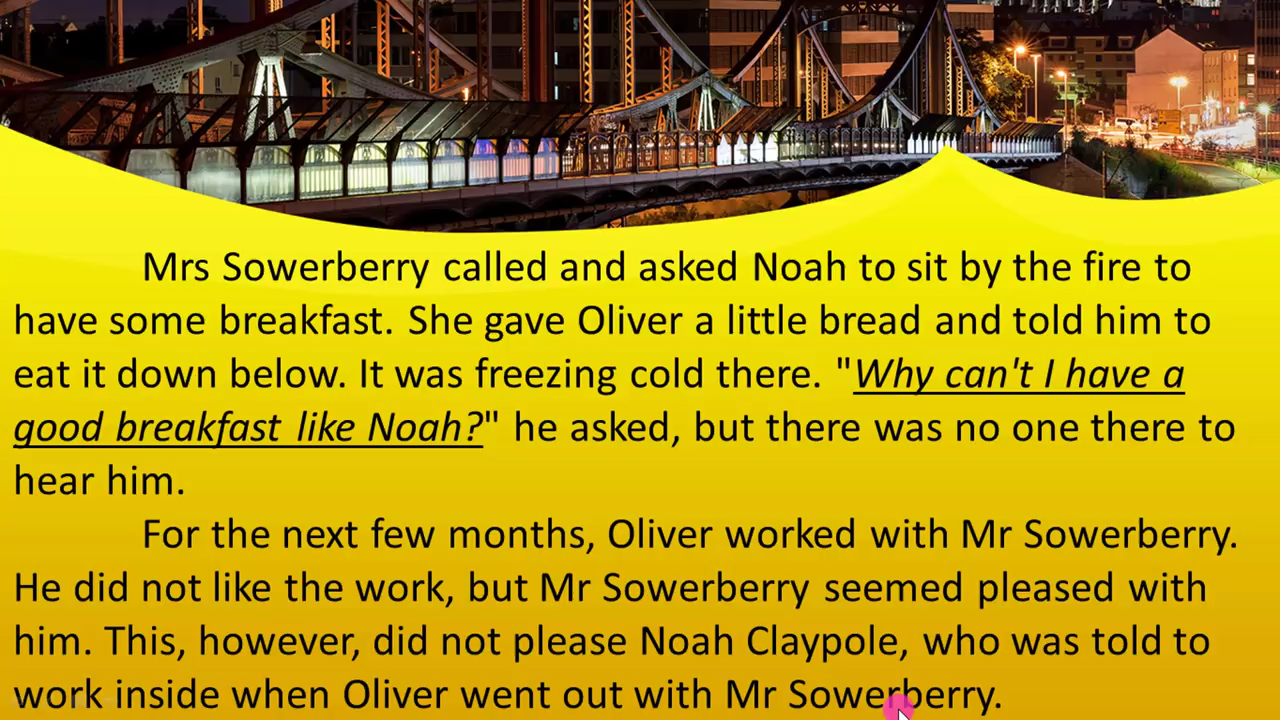 Mrs Sowerberry called and asked Noah to sit by the fire to
have some breakfast. She gave Oliver a little bread and told him to
eat it down below. It was freezing cold there. "Why can't I have a
good breakfast like Noah?" he asked, but there was no one there to
hear him.
For the next few months, Oliver worked with Mr Sowerberry.
He did not like the work, but Mr Sowerberry seemed pleased with
him. This, however, did not please Noah Claypole, who was told to
work inside when Oliver went out with Mr Sowerberry.